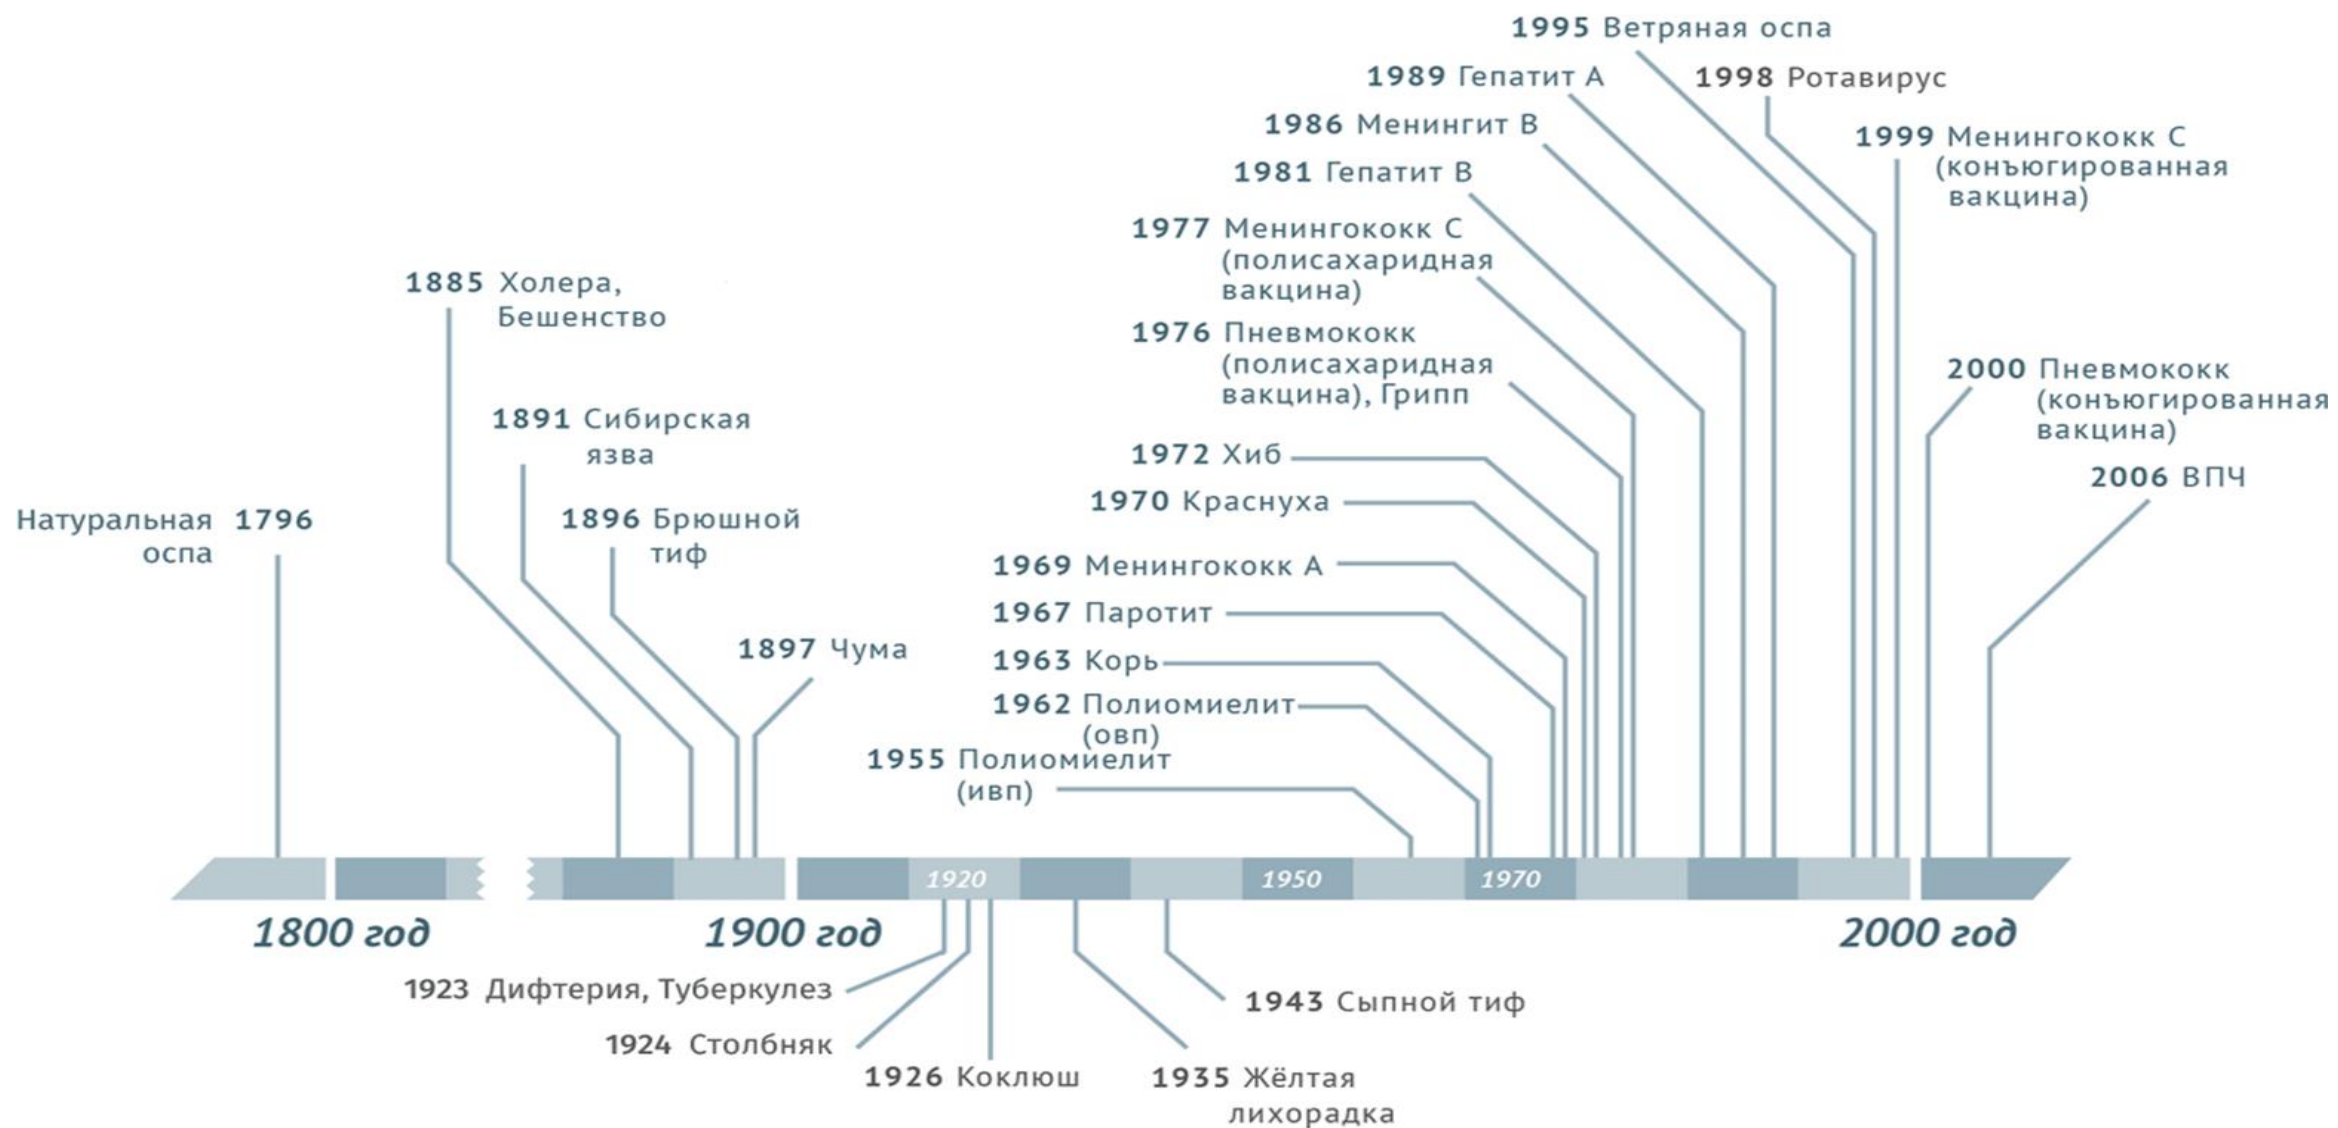 1995 Ветряная оспа
1989 Гепатит А
1998 Ротавирус
1986 Менингит В
1999 Менингококк С
(конъюгированная
вакцина)
1981 Гепатит В
1977 Менингококк С
(полисахаридная
вакцина)
1885 Холера,
Бешенство
1976 Пневмококк
(полисахаридная
вакцина), Грипп
2000 Пневмококк
(конъюгированная
вакцина)
1891 Сибирская
язва
1972 Хиб
2006 ВПЧ
1970 Краснуха
Натуральная 1796
оспа
1896 Брюшной
тиф
1969 Менингококк А
1967 Паротит
1897 Чума
1963 Корь
1962 Полиомиелит
(овп)
1955 Полиомиелит
(ивп)
1920
1950
1970
1800 год
1900 год
2000 год
1923 Дифтерия, Туберкулез
1943 Сыпной тиф
1924 Столбняк
1926 Коклюш
1935 Жёлтая
лихорадка